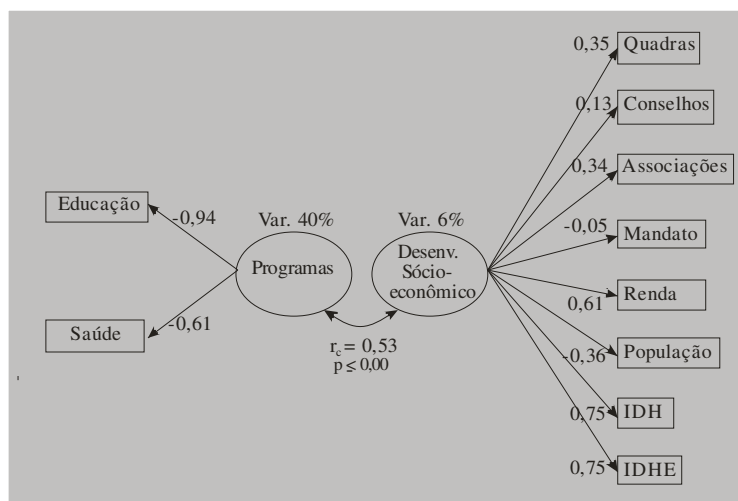 0,35 Quadras
0,13 Conselhos
0,34 Associações
Educação
-0,94
Var. 40%
Var. 6%
-0,05 Mandato
Programas
Desenv.
Sócio-
econômico
0,61 Renda
Saúde
-0,61
r_c = 0,53
p ≤ 0,00
-0,36 População
0,75 IDH
0,75 IDHE